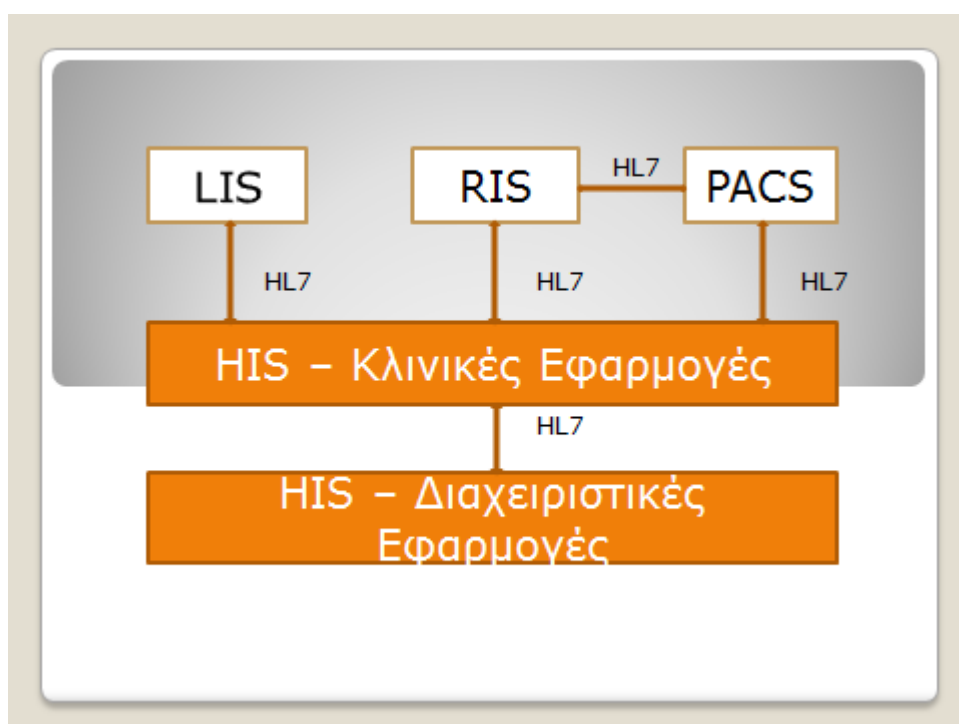 LIS
RIS
HL7
PACS
HL7
HL7
HL7
HIS – Κλινικές Εφαρμογές
HL7
HIS – Διαχειριστικές
Εφαρμογές